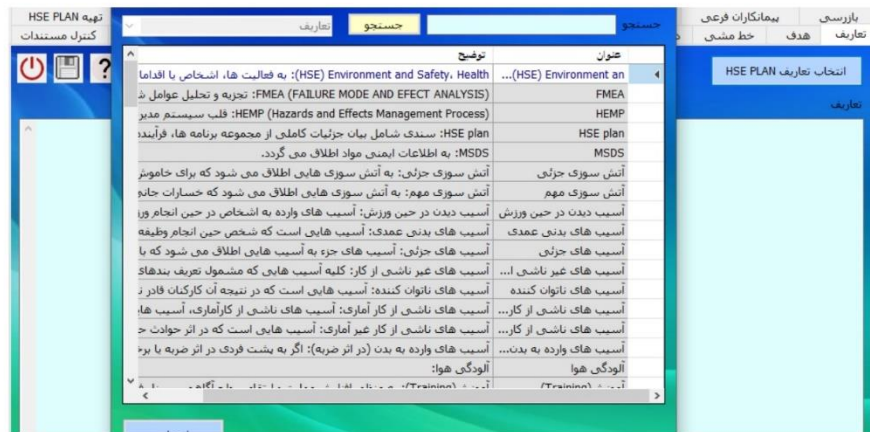 بازرسی پیمانکاران فرعی تهیه HSE PLAN
تعاریف هدف خط مشی کنترل مستندات
انتخاب تعاریف HSE PLAN
تعاریف
جستجو جستجو تعاریف
عنوان توضیح
(HSE) Environment an... (HSE) Environment and Safety، Health: به فعالیت ها، اشخاص یا
FMEA FMEA (FAILURE MODE AND EFECT ANALYSIS): تجزیه و تحلیل عوامل
HEMP HEMP (Hazards and Effects Management Process): قلب سیستم
HSE plan HSE plan: سندی شامل بیان جزئیات کاملی از مجموعه برنامه ها،
MSDS MSDS: به اطلاعات ایمنی مواد اطلاق می گردد.
آتش سوزی جزئی آتش سوزی جزئی: به آتش سوزی هایی اطلاق می شود که برای
آتش سوزی مهم آتش سوزی مهم: به آتش سوزی هایی اطلاق می شود که خسارات
آسیب دیدن در حین ورزش آسیب دیدن در حین ورزش: آسیب های وارده به اشخاص در حین انجام
آسیب های بدنی عمدی آسیب های بدنی عمدی: آسیب هایی است که شخص حین انجام وظیفه
آسیب های جزئی آسیب های جزئی: آسیب های جزء به آسیب هایی اطلاق می شود که
آسیب های غیر ناشی ا... آسیب های غیر ناشی از کار: کلیه آسیب هایی که مشمول تعریف بندهای
آسیب های ناتوان کننده آسیب های ناتوان کننده: آسیب هایی است که در نتیجه آن کارکنان قادر
آسیب های ناشی از کار... آسیب های ناشی از کار آماری: آسیب های ناشی از کارآماری، آسیب
آسیب های ناشی از کار... آسیب های ناشی از کار غیر آماری: آسیب هایی است که در اثر حوادث
آسیب های وارده به بدن... آسیب های وارده به بدن (در اثر ضربه): اگر به پشت فردی در اثر ضربه یا
آلودگی هوا آلودگی هوا:
آموزش (Training) آموزش (Training):